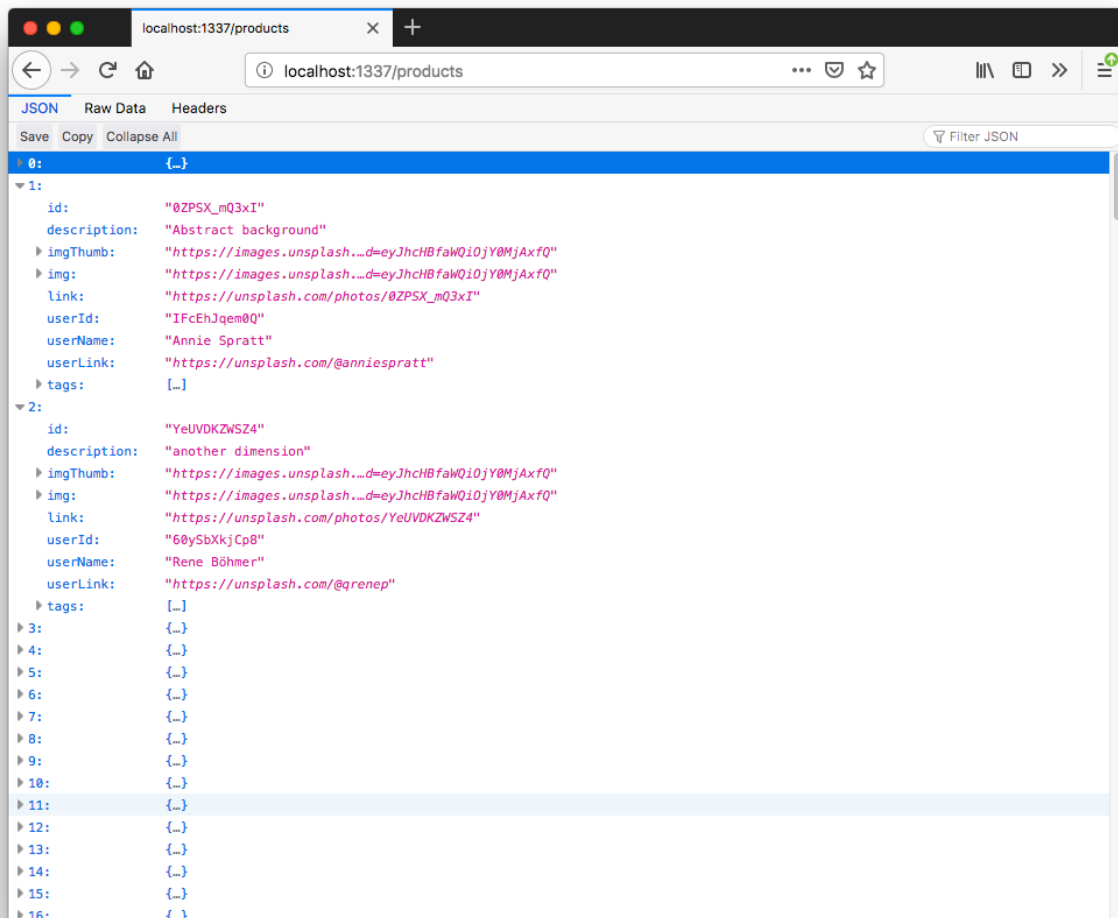 localhost:1337/products
localhost:1337/products
JSON Raw Data Headers
Save Copy Collapse All Filter JSON
0: {…}
1:
id: "0ZPSX_mQ3xI"
description: "Abstract background"
imgThumb: "https://images.unsplash.…d=eyJhcHBfaWQiOjY0MjAxfQ"
img: "https://images.unsplash.…d=eyJhcHBfaWQiOjY0MjAxfQ"
link: "https://unsplash.com/photos/0ZPSX_mQ3xI"
userId: "IFcEhJqem0Q"
userName: "Annie Spratt"
userLink: "https://unsplash.com/@anniespratt"
tags: […]
2:
id: "YeUVDKZWSZ4"
description: "another dimension"
imgThumb: "https://images.unsplash.…d=eyJhcHBfaWQiOjY0MjAxfQ"
img: "https://images.unsplash.…d=eyJhcHBfaWQiOjY0MjAxfQ"
link: "https://unsplash.com/photos/YeUVDKZWSZ4"
userId: "60ySbXkjCp8"
userName: "Rene Böhmer"
userLink: "https://unsplash.com/@qrenep"
tags: […]
3: {…}
4: {…}
5: {…}
6: {…}
7: {…}
8: {…}
9: {…}
10: {…}
11: {…}
12: {…}
13: {…}
14: {…}
15: {…}
16: {…}